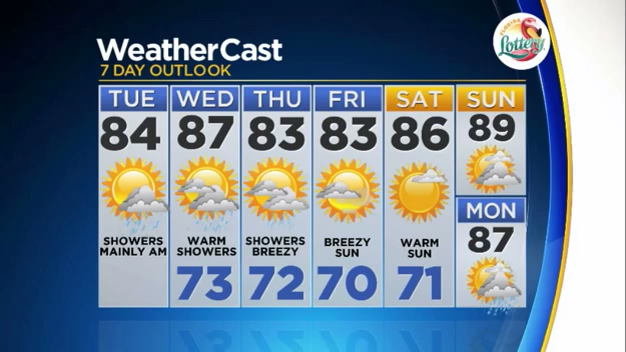 WeatherCast
7 DAY OUTLOOK
FLORIDA
Lottery
TUE
84
SHOWERS
MAINLY AM
WED
87
WARM
SHOWERS
73
THU
83
SHOWERS
BREEZY
72
FRI
83
BREEZY
SUN
70
SAT
86
WARM
SUN
71
SUN
89
MON
87